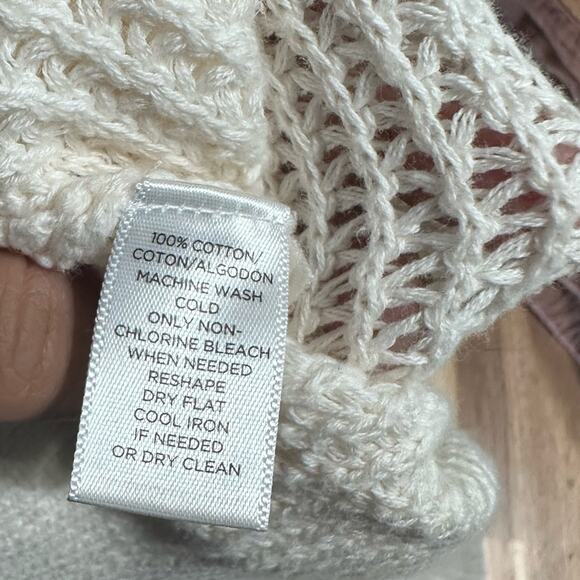 100% COTTON/
COTON/ALGODON
MACHINE WASH
COLD
ONLY NON-
CHLORINE BLEACH
WHEN NEEDED
RESHAPE
DRY FLAT
COOL IRON
IF NEEDED
OR DRY CLEAN